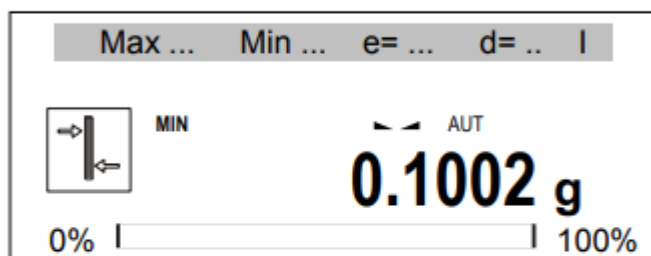 Max ... Min ... e= ... d= .. I
MIN AUT
0.1002 g
0% 100%